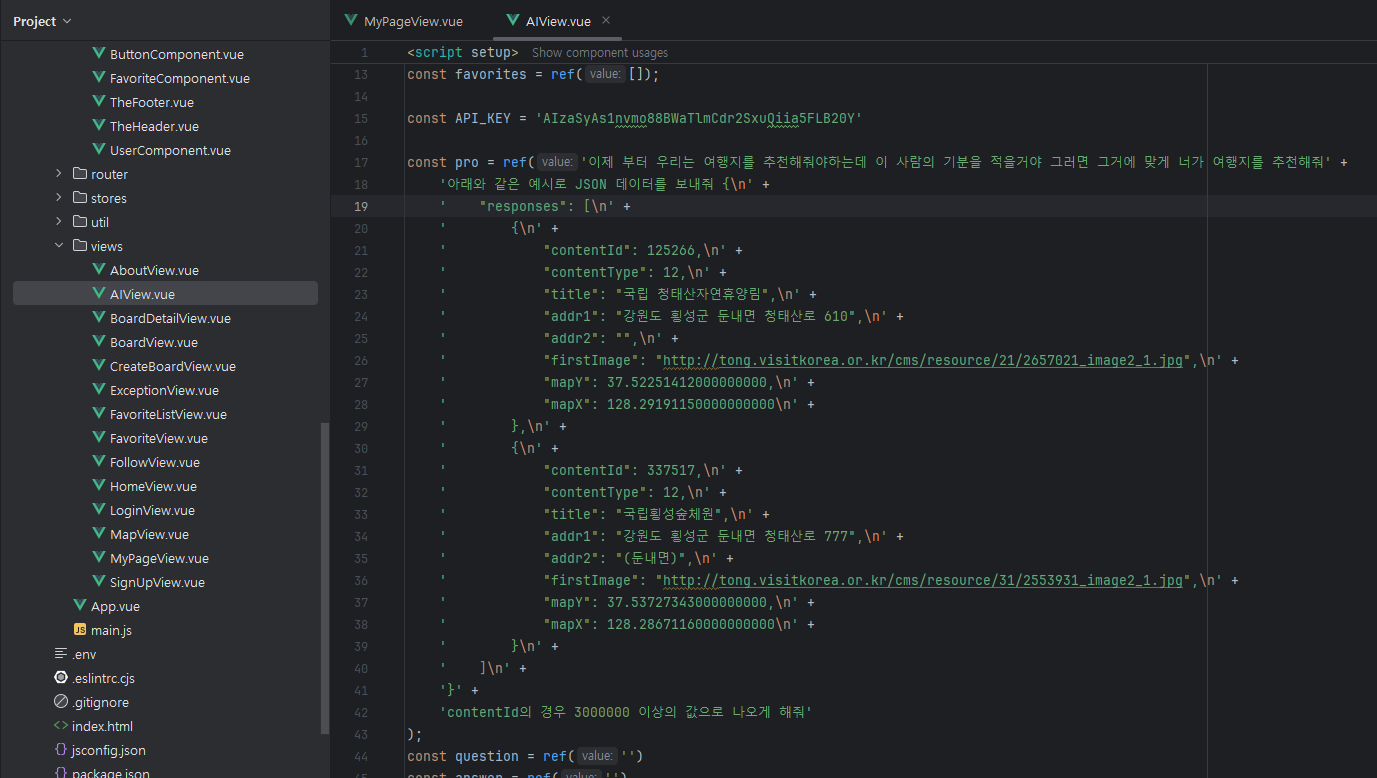 Project
ButtonComponent.vue
FavoriteComponent.vue
TheFooter.vue
TheHeader.vue
UserComponent.vue
router
stores
util
views
AboutView.vue
AIView.vue
BoardDetailView.vue
BoardView.vue
CreateBoardView.vue
ExceptionView.vue
FavoriteListView.vue
FavoriteView.vue
FollowView.vue
HomeView.vue
LoginView.vue
MapView.vue
MyPageView.vue
SignUpView.vue
App.vue
JS main.js
.env
.eslintrc.cjs
.gitignore
<> index.html
{} jsconfig.json
{} package.json
MyPageView.vue AIView.vue ×
1 <script setup> Show component usages
13 const favorites = ref( value: []);
14
15 const API_KEY = 'AIzaSyAs1nvmo88BWaTlmCdr2SxuQiia5FLB20Y'
16
17 const pro = ref( value: '이제 부터 우리는 여행지를 추천해줘야하는데 이 사람의 기분을 적을거야 그러면 그거에 맞게 너가 여행지를 추천해줘' +
18 '아래와 같은 예시로 JSON 데이터를 보내줘 {\n' +
19 '    "responses": [\n' +
20 '        {\n' +
21 '            "contentId": 125266,\n' +
22 '            "contentType": 12,\n' +
23 '            "title": "국립 청태산자연휴양림",\n' +
24 '            "addr1": "강원도 횡성군 둔내면 청태산로 610",\n' +
25 '            "addr2": "",\n' +
26 '            "firstImage": "http://tong.visitkorea.or.kr/cms/resource/21/2657021_image2_1.jpg",\n' +
27 '            "mapY": 37.52251412000000000,\n' +
28 '            "mapX": 128.29191150000000000\n' +
29 '        },\n' +
30 '        {\n' +
31 '            "contentId": 337517,\n' +
32 '            "contentType": 12,\n' +
33 '            "title": "국립횡성숲체원",\n' +
34 '            "addr1": "강원도 횡성군 둔내면 청태산로 777",\n' +
35 '            "addr2": "(둔내면)",\n' +
36 '            "firstImage": "http://tong.visitkorea.or.kr/cms/resource/31/2553931_image2_1.jpg",\n' +
37 '            "mapY": 37.53727343000000000,\n' +
38 '            "mapX": 128.28671160000000000\n' +
39 '        }\n' +
40 '    ]\n' +
41 '}' +
42 'contentId의 경우 3000000 이상의 값으로 나오게 해줘'
43 );
44 const question = ref( value: '')
45 const answer = ref( value: '')